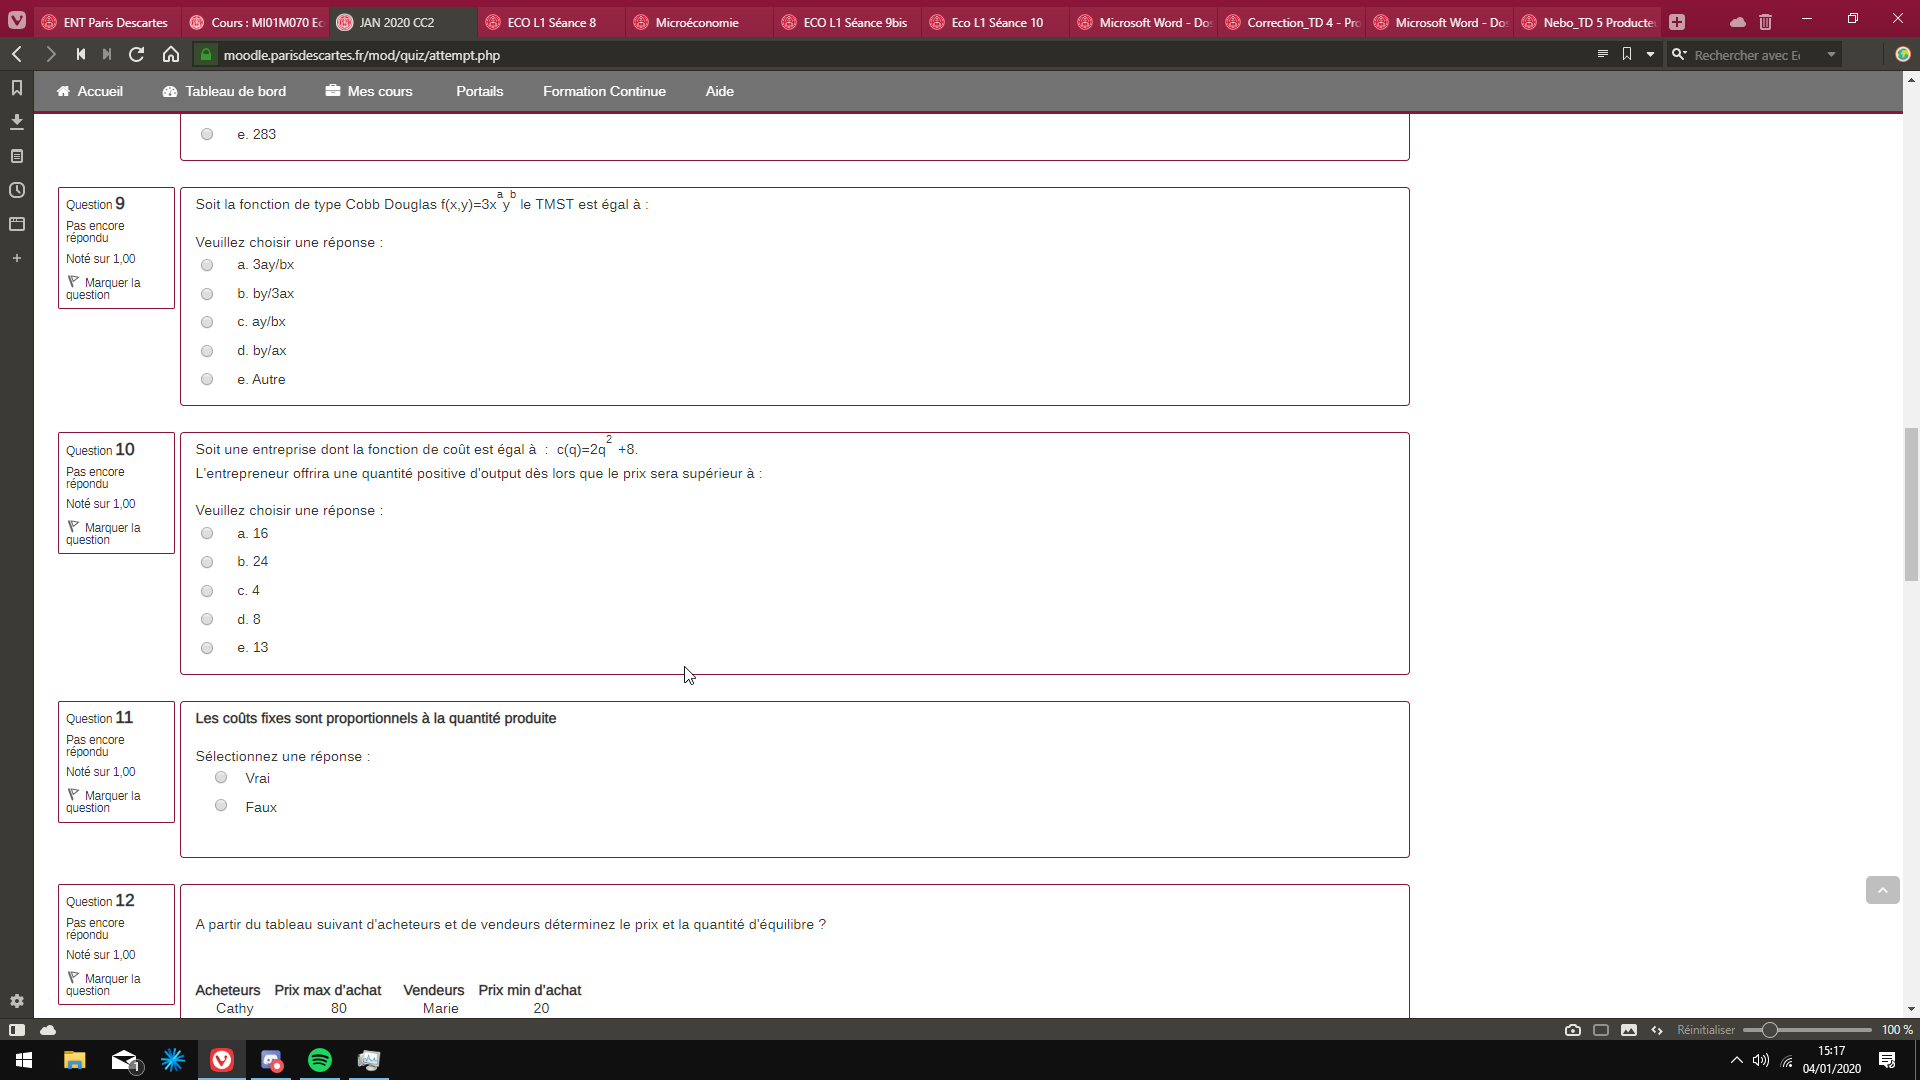 ENT Paris Descartes
Cours : MI01M070 Ec
JAN 2020 CC2
ECO L1 Séance 8
Microéconomie
ECO L1 Séance 9bis
Eco L1 Séance 10
Microsoft Word - Do
Correction_TD 4 - Pro
Microsoft Word - Do
Nebo_TD 5 Producte
moodle.parisdescartes.fr/mod/quiz/attempt.php
Rechercher avec E
Accueil
Tableau de bord
Mes cours
Portails
Formation Continue
Aide
e. 283
Question 9
Pas encore
répondu
Noté sur 1,00
Marquer la
question
Soit la fonction de type Cobb Douglas f(x,y)=3x^a y^b le TMST est égal à :
Veuillez choisir une réponse :
a. 3ay/bx
b. by/3ax
c. ay/bx
d. by/ax
e. Autre
Question 10
Pas encore
répondu
Noté sur 1,00
Marquer la
question
Soit une entreprise dont la fonction de coût est égal à : c(q)=2q² +8.
L'entrepreneur offrira une quantité positive d'output dès lors que le prix sera supérieur à :
Veuillez choisir une réponse :
a. 16
b. 24
c. 4
d. 8
e. 13
Question 11
Pas encore
répondu
Noté sur 1,00
Marquer la
question
Les coûts fixes sont proportionnels à la quantité produite
Sélectionnez une réponse :
Vrai
Faux
Question 12
Pas encore
répondu
Noté sur 1,00
Marquer la
question
A partir du tableau suivant d'acheteurs et de vendeurs déterminez le prix et la quantité d'équilibre ?
Acheteurs Prix max d'achat Vendeurs Prix min d'achat
Cathy 80 Marie 20
Réinitialiser
100 %
1
15:17
04/01/2020